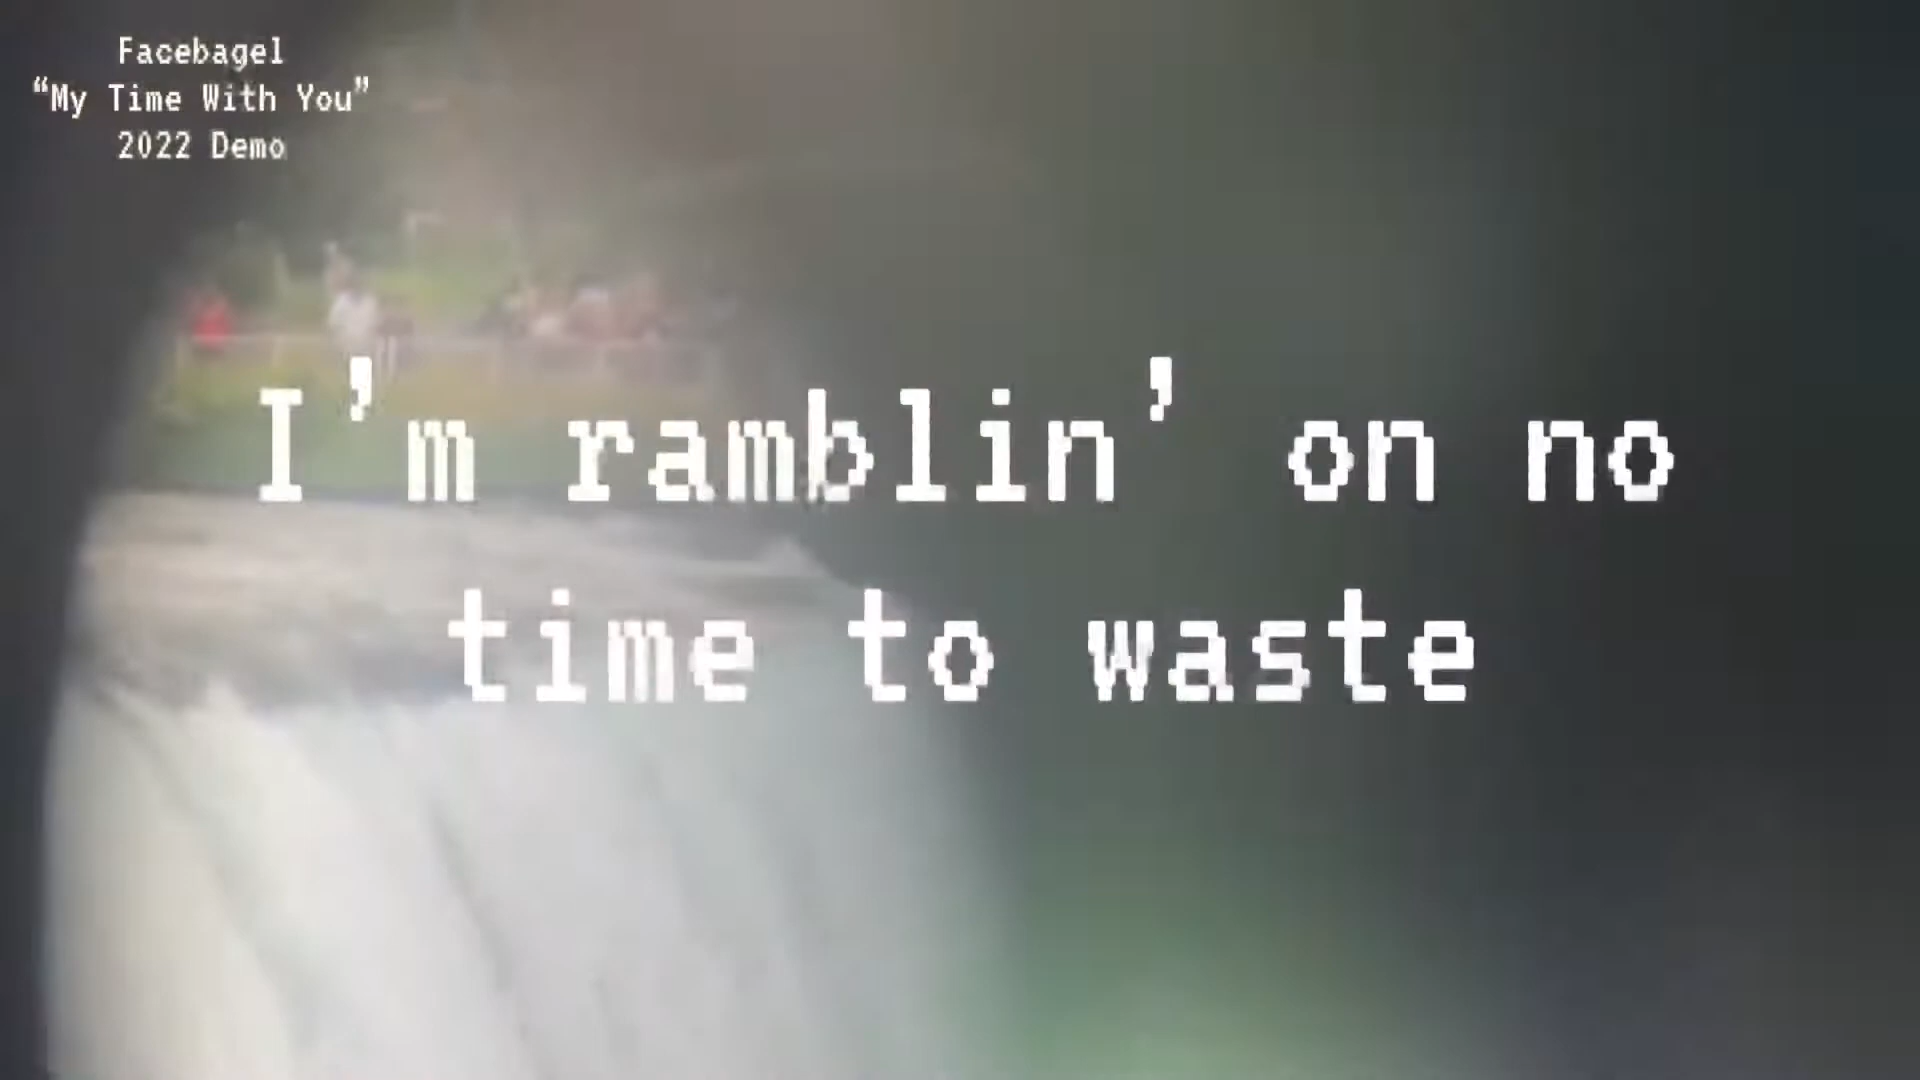 Facebagel
“My Time With You”
2022 Demo
I’m ramblin’ on no
time to waste